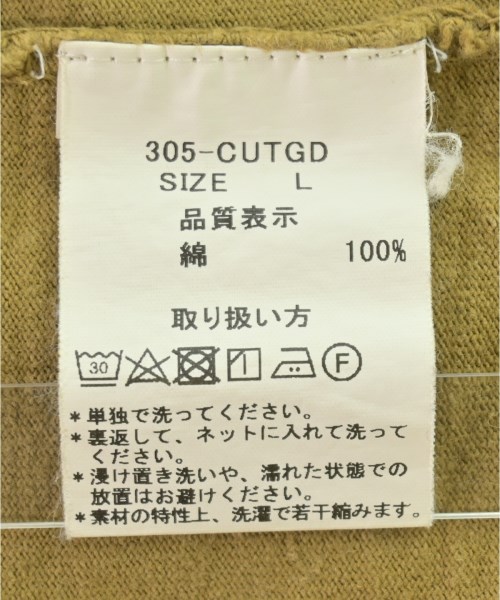 305-CUTGD
SIZE L
品質表示
綿 100%
取り扱い方
30 F
*単独で洗ってください。
*裏返して、ネットに入れて洗って
ください。
*浸け置き洗いや、濡れた状態での
放置はお避けください。
*素材の特性上、洗濯で若干縮みます。